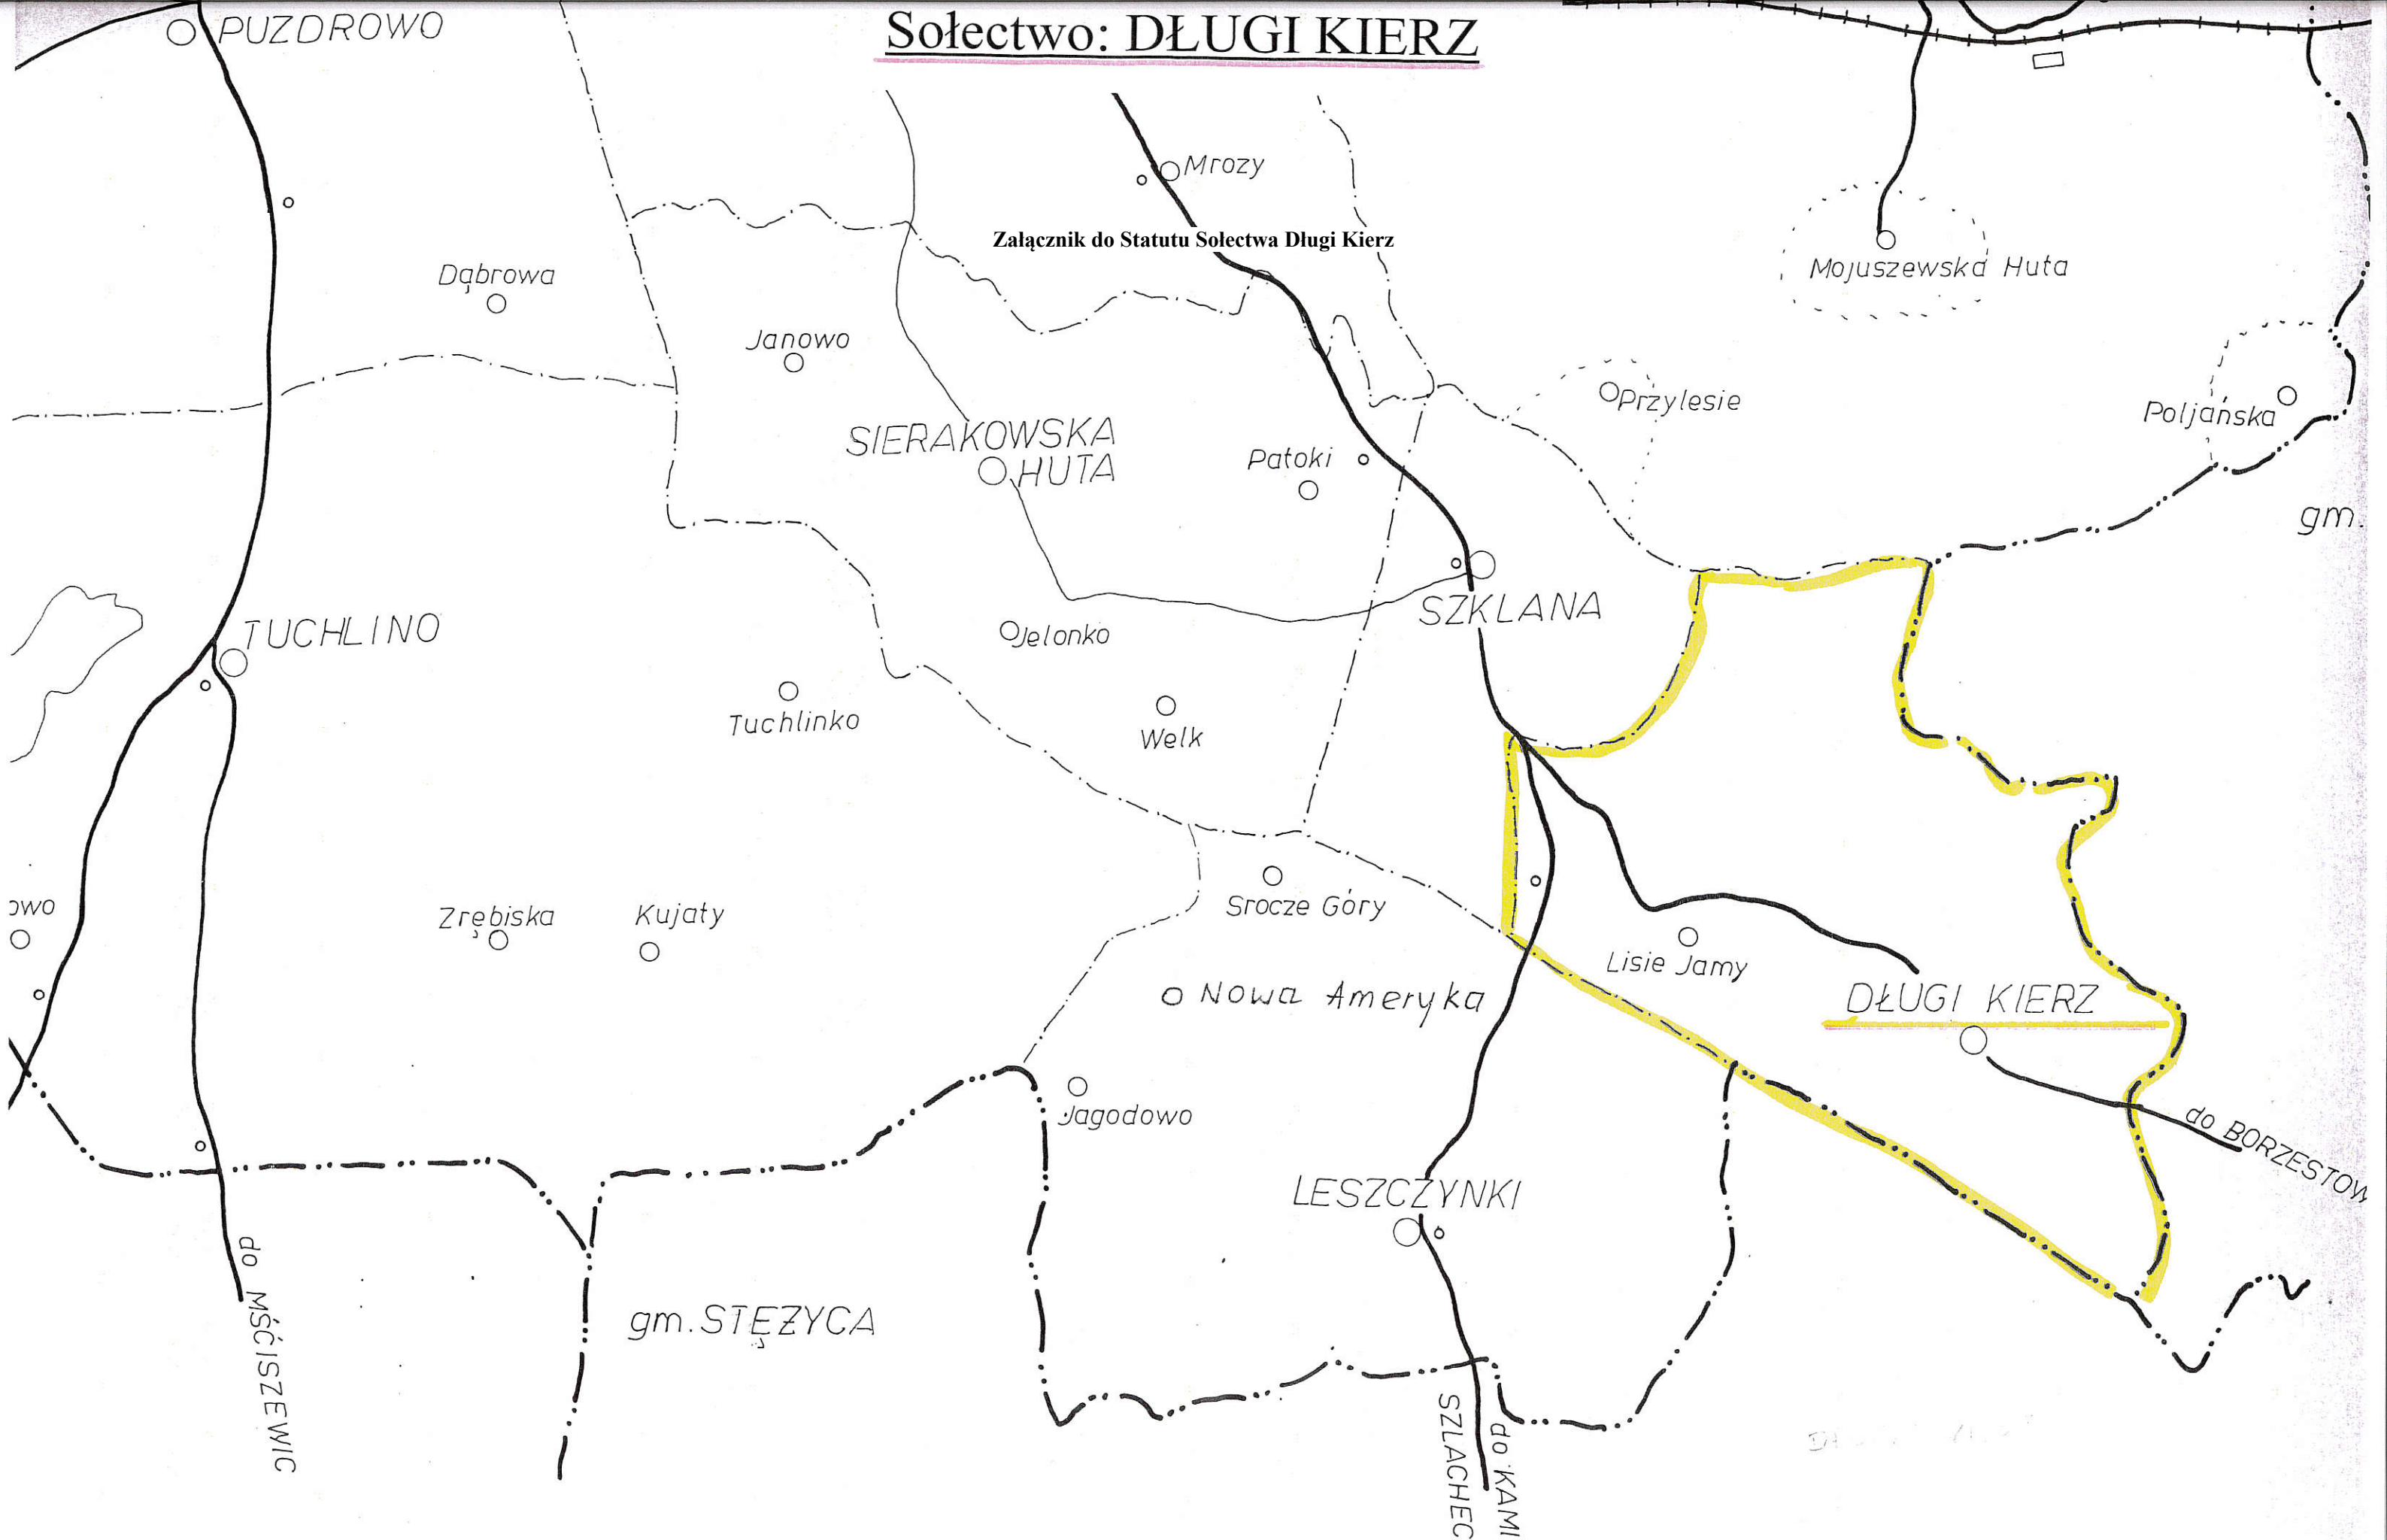 Sołectwo: DŁUGI KIERZ
PUZDROWO
Mrozy
Załącznik do Statutu Sołectwa Długi Kierz
Dąbrowa
Mojuszewska Huta
Janowo
Przylesie
Poljańska
SIERAKOWSKA
HUTA
Patoki
gm.
SZKLANA
TUCHLINO
Jelonko
Tuchlinko
Welk
owo
Zrębiska
Kujaty
Srocze Góry
Lisie Jamy
Nowa Ameryka
DŁUGI KIERZ
Jagodowo
do BORZESTOW
LESZCZYNKI
do MŚCISZEWIC
gm. STĘŻYCA
do KAMI
SZLACHEC